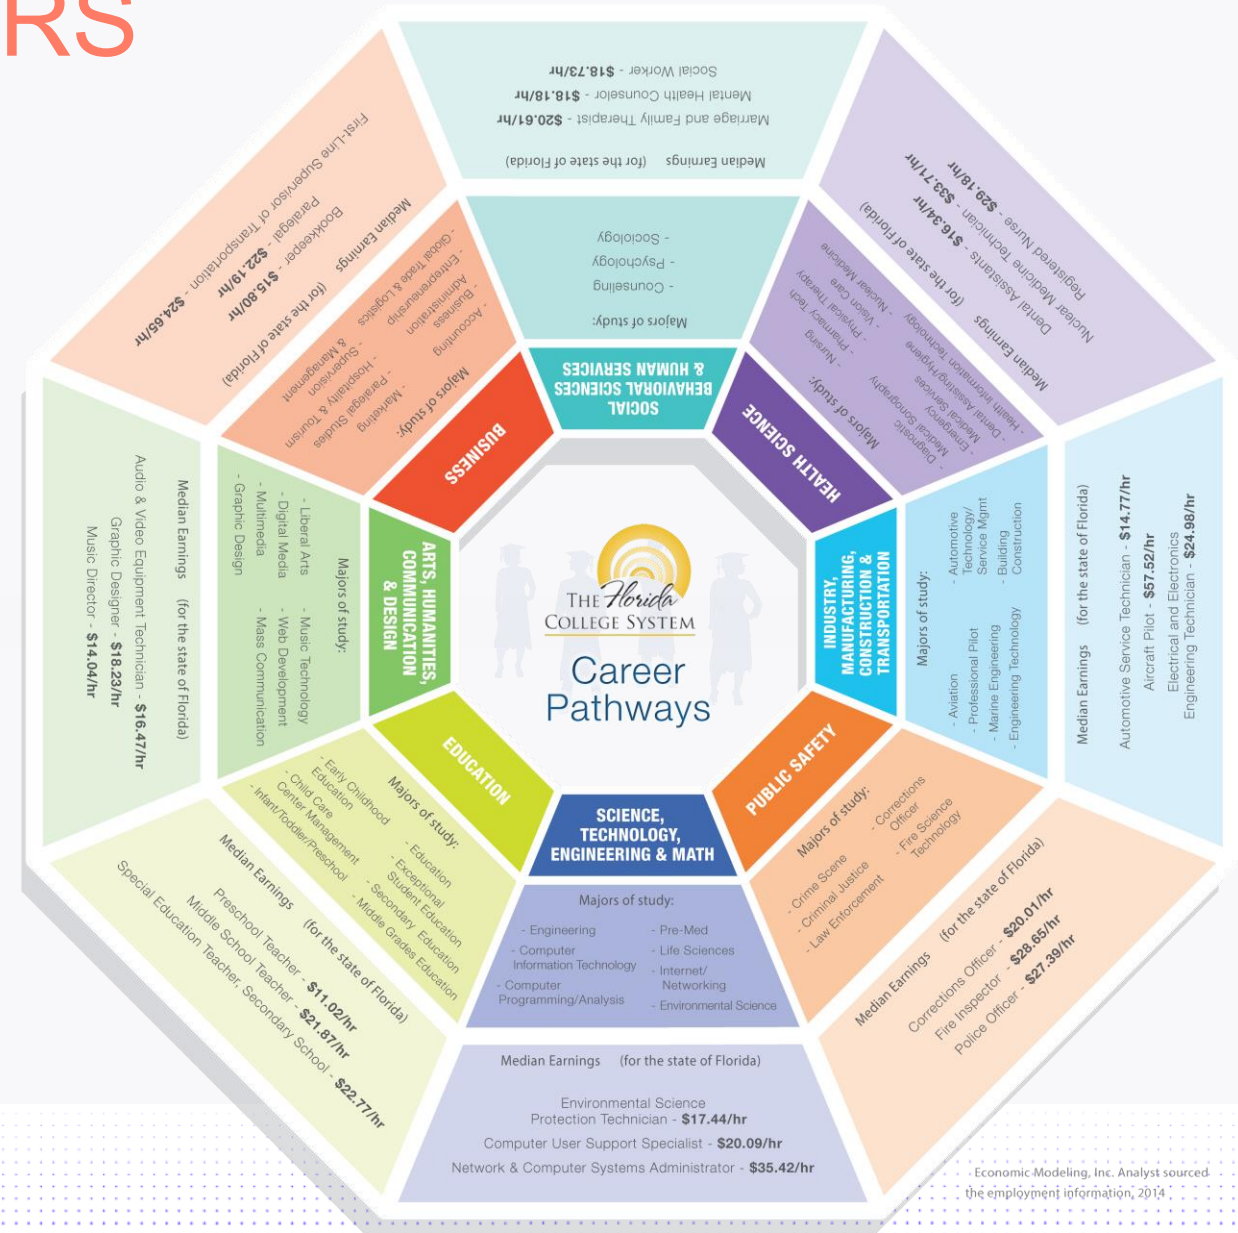 RS
THE Florida
COLLEGE SYSTEM
Career
Pathways
SOCIAL
BEHAVIORAL SCIENCES
& HUMAN SERVICES
Majors of study:
- Counseling
- Psychology
- Sociology
Median Earnings (for the state of Florida)
Marriage and Family Therapist - $20.61/hr
Mental Health Counselor - $18.18/hr
Social Worker - $18.73/hr
HEALTH SCIENCE
Majors of study:
- Nursing
- Pharmacy Tech
- Physical Therapy
- Vision Care
- Nuclear Medicine
- Diagnostic
Medical Sonography
- Emergency
Medical Services
- Dental Assisting/Hygiene
- Health Information Technology
Median Earnings (for the state of Florida)
Dental Assistants - $16.34/hr
Nuclear Medicine Technician - $33.71/hr
Registered Nurse - $29.18/hr
INDUSTRY,
MANUFACTURING,
CONSTRUCTION &
TRANSPORTATION
Majors of study:
- Automotive
Technology/
Service Mgmt
- Building
Construction
- Aviation
- Professional Pilot
- Marine Engineering
- Engineering Technology
Median Earnings (for the state of Florida)
Automotive Service Technician - $14.77/hr
Aircraft Pilot - $57.52/hr
Electrical and Electronics
Engineering Technician - $24.98/hr
PUBLIC SAFETY
Majors of study:
- Crime Scene
- Criminal Justice
- Law Enforcement
- Corrections
Officer
- Fire Science
Technology
Median Earnings (for the state of Florida)
Corrections Officer - $20.01/hr
Fire Inspector - $28.65/hr
Police Officer - $27.39/hr
SCIENCE,
TECHNOLOGY,
ENGINEERING & MATH
Majors of study:
- Engineering
- Computer
Information Technology
- Computer
Programming/Analysis
- Pre-Med
- Life Sciences
- Internet/
Networking
- Environmental Science
Median Earnings (for the state of Florida)
Environmental Science
Protection Technician - $17.44/hr
Computer User Support Specialist - $20.09/hr
Network & Computer Systems Administrator - $35.42/hr
EDUCATION
Majors of study:
- Early Childhood
Education
- Child Care
Center Management
- Infant/Toddler/Preschool
- Education
- Exceptional
Student Education
- Secondary Education
- Middle Grades Education
Median Earnings (for the state of Florida)
Preschool Teacher - $11.02/hr
Middle School Teacher - $21.87/hr
Special Education Teacher, Secondary School - $22.77/hr
ARTS, HUMANITIES,
COMMUNICATION
& DESIGN
Majors of study:
- Liberal Arts
- Digital Media
- Multimedia
- Graphic Design
- Music Technology
- Web Development
- Mass Communication
Median Earnings (for the state of Florida)
Audio & Video Equipment Technician - $16.47/hr
Graphic Designer - $18.23/hr
Music Director - $14.04/hr
BUSINESS
Majors of study:
- Accounting
- Business
Administration
- Entrepreneurship
- Global Trade & Logistics
- Marketing
- Paralegal Studies
- Hospitality & Tourism
- Supervision
& Management
Median Earnings (for the state of Florida)
Bookkeeper - $15.80/hr
Paralegal - $22.19/hr
First-Line Supervisor of Transportation - $24.65/hr
Economic Modeling, Inc. Analyst sourced
the employment information, 2014